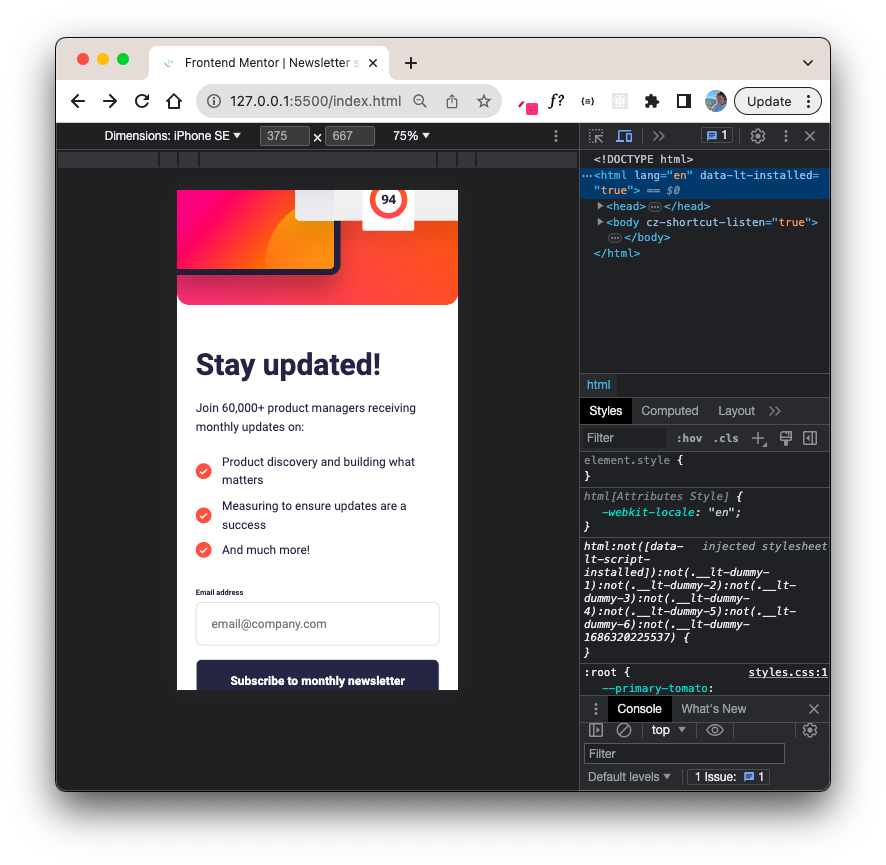 Frontend Mentor | Newsletter s
127.0.0.1:5500/index.html
f?
{≡}
Update
Dimensions: iPhone SE
375
667
75%
1
94
Stay updated!
Join 60,000+ product managers receiving
monthly updates on:
Product discovery and building what
matters
Measuring to ensure updates are a
success
And much more!
Email address
email@company.com
Subscribe to monthly newsletter
<!DOCTYPE html>
<html lang="en" data-lt-installed=
"true"> == $0
<head> … </head>
<body cz-shortcut-listen="true">
… </body>
</html>
html
Styles Computed Layout
Filter :hov .cls
element.style {
}
html[Attributes Style] {
-webkit-locale: "en";
}
html:not([data- injected stylesheet
lt-script-
installed]):not(.__lt-dummy-
1):not(.__lt-dummy-2):not(.__lt-
dummy-3):not(.__lt-dummy-
4):not(.__lt-dummy-5):not(.__lt-
dummy-6):not(.__lt-dummy-
1686320225537) {
}
:root { styles.css:1
--primary-tomato:
Console What's New
top
Filter
Default levels 1 Issue: 1